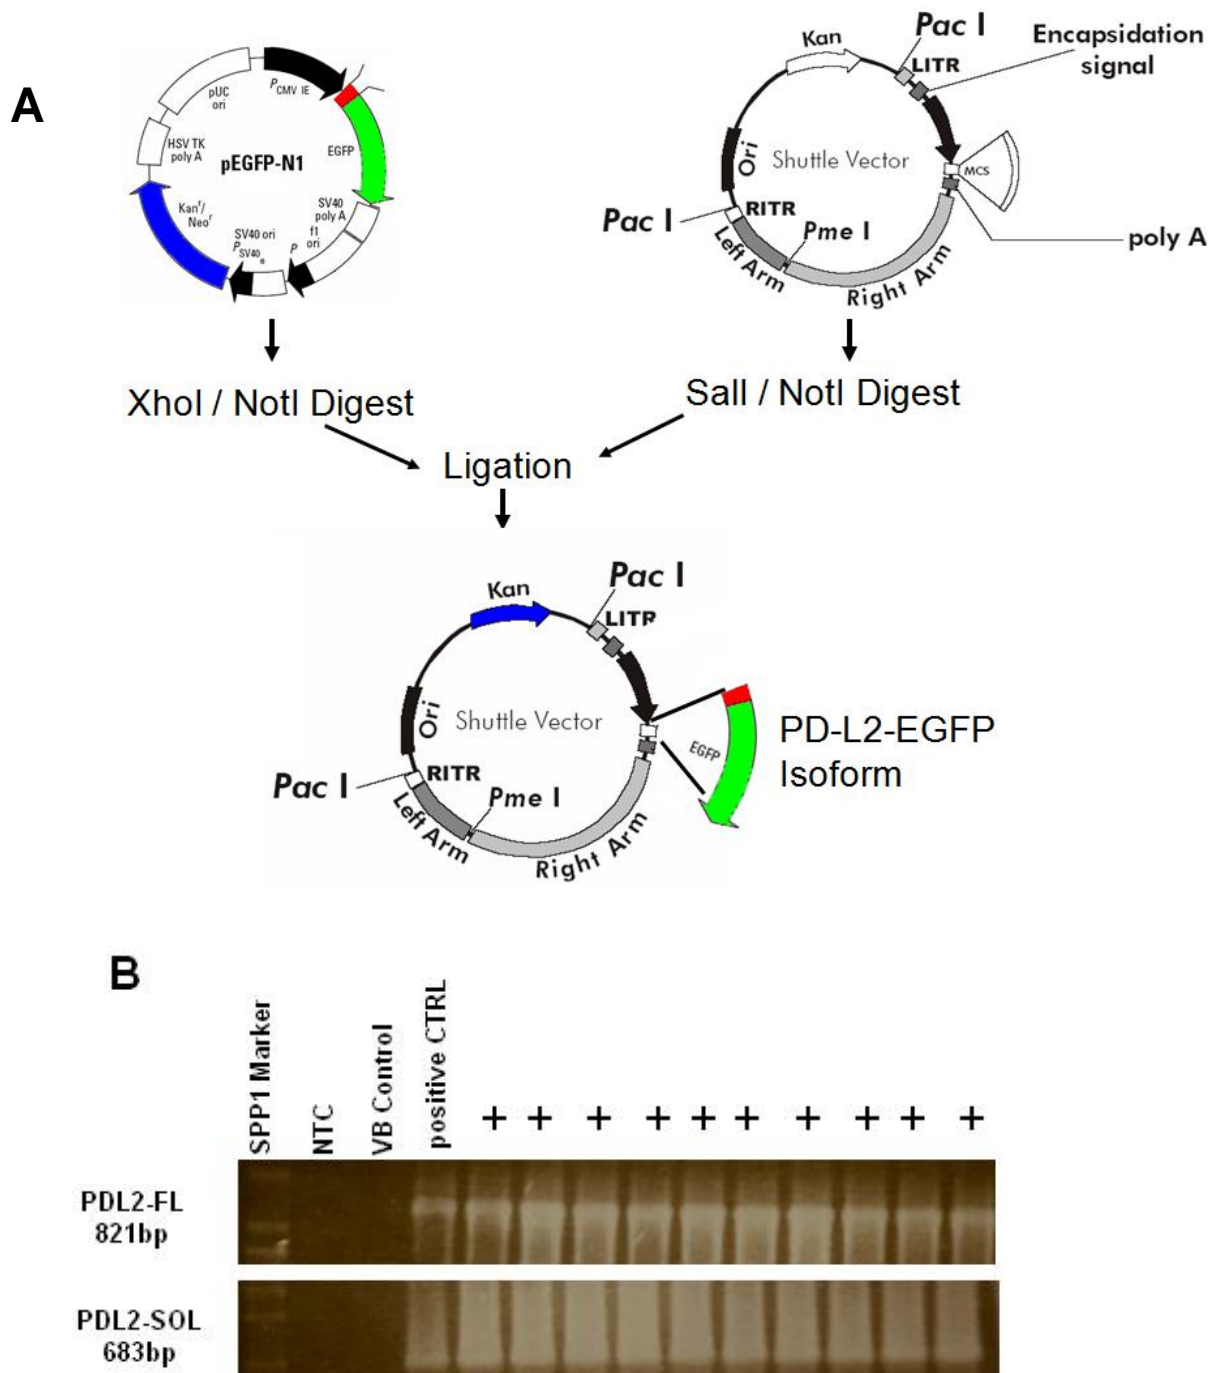 A
pUC
ori
P CMV IE
HSV TK
poly A
pEGFP-N1
EGFP
SV40
poly A
f1
ori
P
SV40 ori
P SV40 e
Kan r /
Neo r
Kan
Pac I
LITR
Encapsidation
signal
Ori
Shuttle Vector
MCS
Pac I
RITR
Left Arm
Pme I
Right Arm
poly A
XhoI / NotI Digest
SalI / NotI Digest
Ligation
Kan
Pac I
LITR
Ori
Shuttle Vector
EGFP
PD-L2-EGFP
Isoform
Pac I
RITR
Left Arm
Pme I
Right Arm
B
SPP1 Marker
NTC
VB Control
positive CTRL
+ + + + + + + + + +
PDL2-FL
821bp
PDL2-SOL
683bp